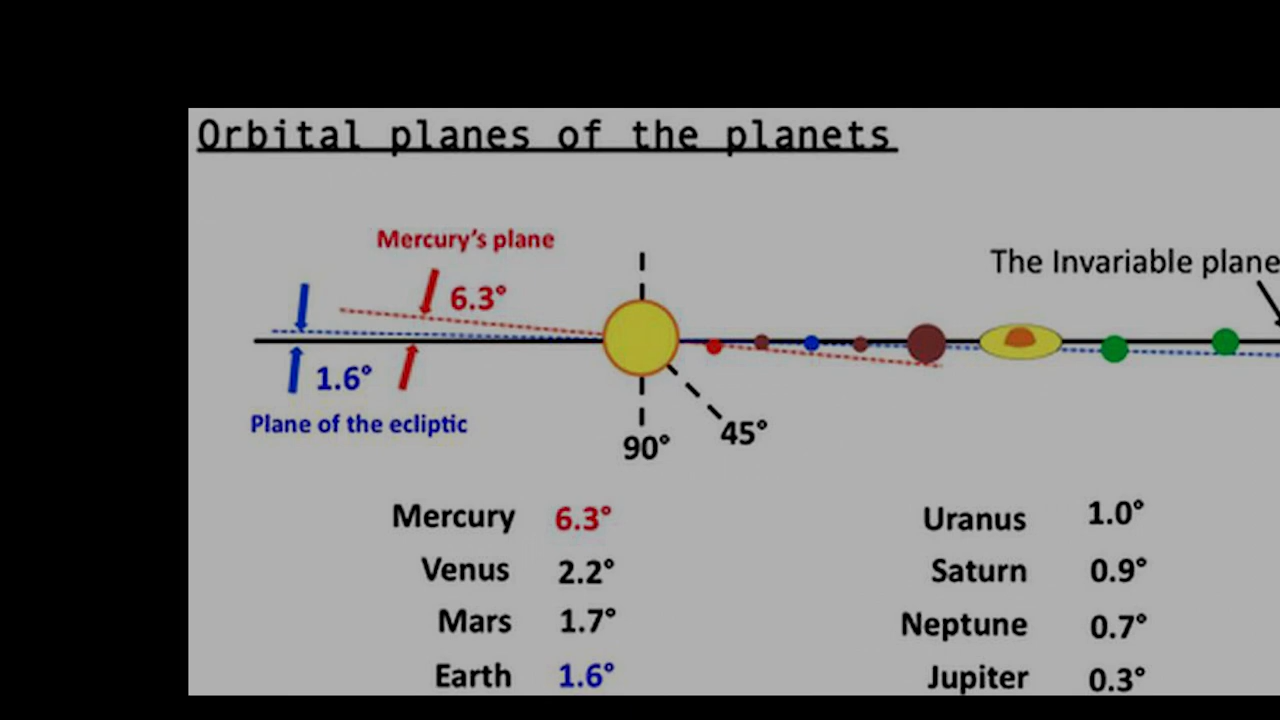 Orbital planes of the planets
Mercury's plane
The Invariable plane
6.3°
1.6°
Plane of the ecliptic
90°
45°
Mercury 6.3°
Venus 2.2°
Mars 1.7°
Earth 1.6°
Uranus 1.0°
Saturn 0.9°
Neptune 0.7°
Jupiter 0.3°